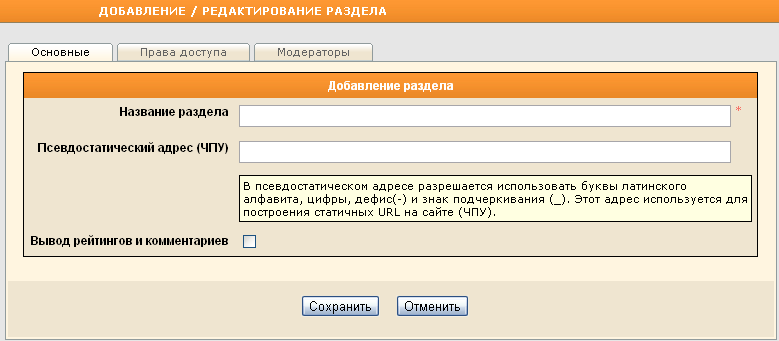 ДОБАВЛЕНИЕ / РЕДАКТИРОВАНИЕ РАЗДЕЛА
Основные Права доступа Модераторы
Добавление раздела
Название раздела *
Псевдостатический адрес (ЧПУ)
В псевдостатическом адресе разрешается использовать буквы латинского
алфавита, цифры, дефис(-) и знак подчеркивания (_). Этот адрес используется для
построения статичных URL на сайте (ЧПУ).
Вывод рейтингов и комментариев
Сохранить Отменить